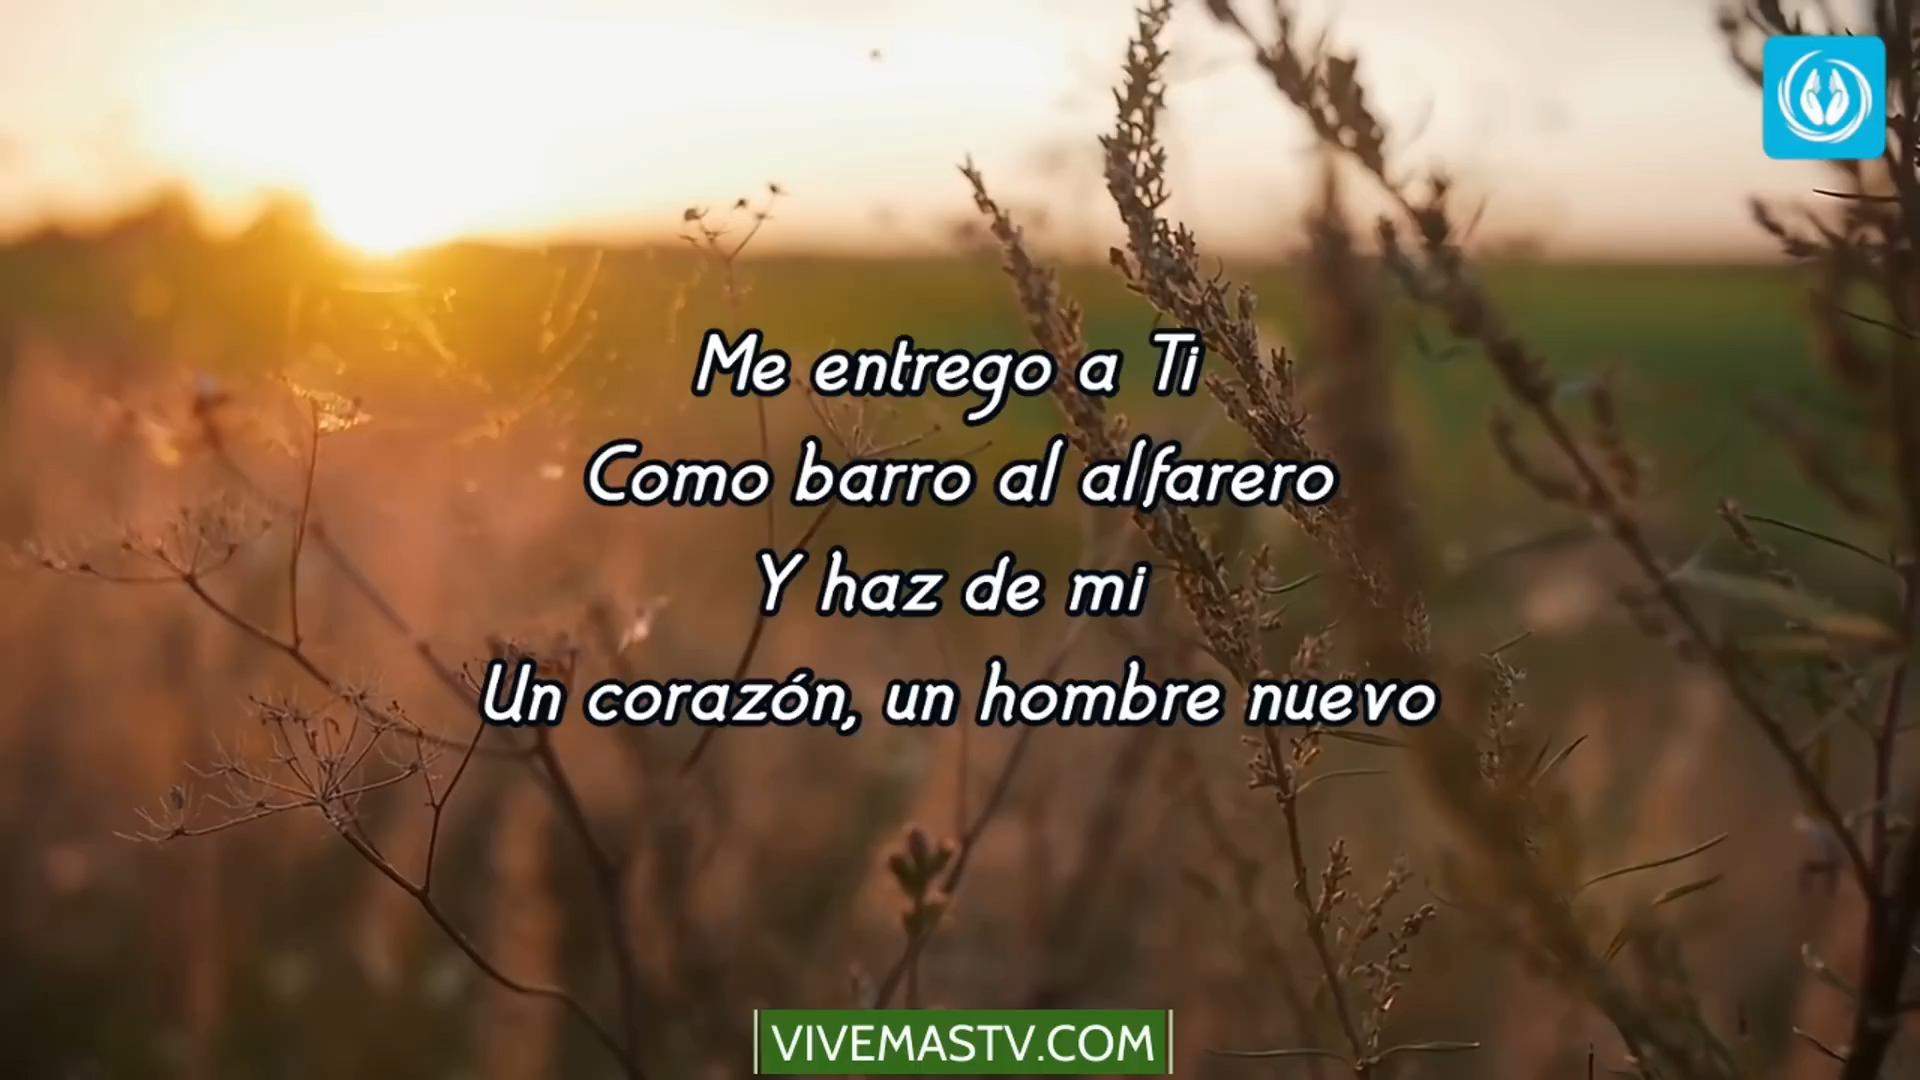 Me entrego a Ti
Como barro al alfarero
Y haz de mi
Un corazón, un hombre nuevo
VIVEMASTV.COM